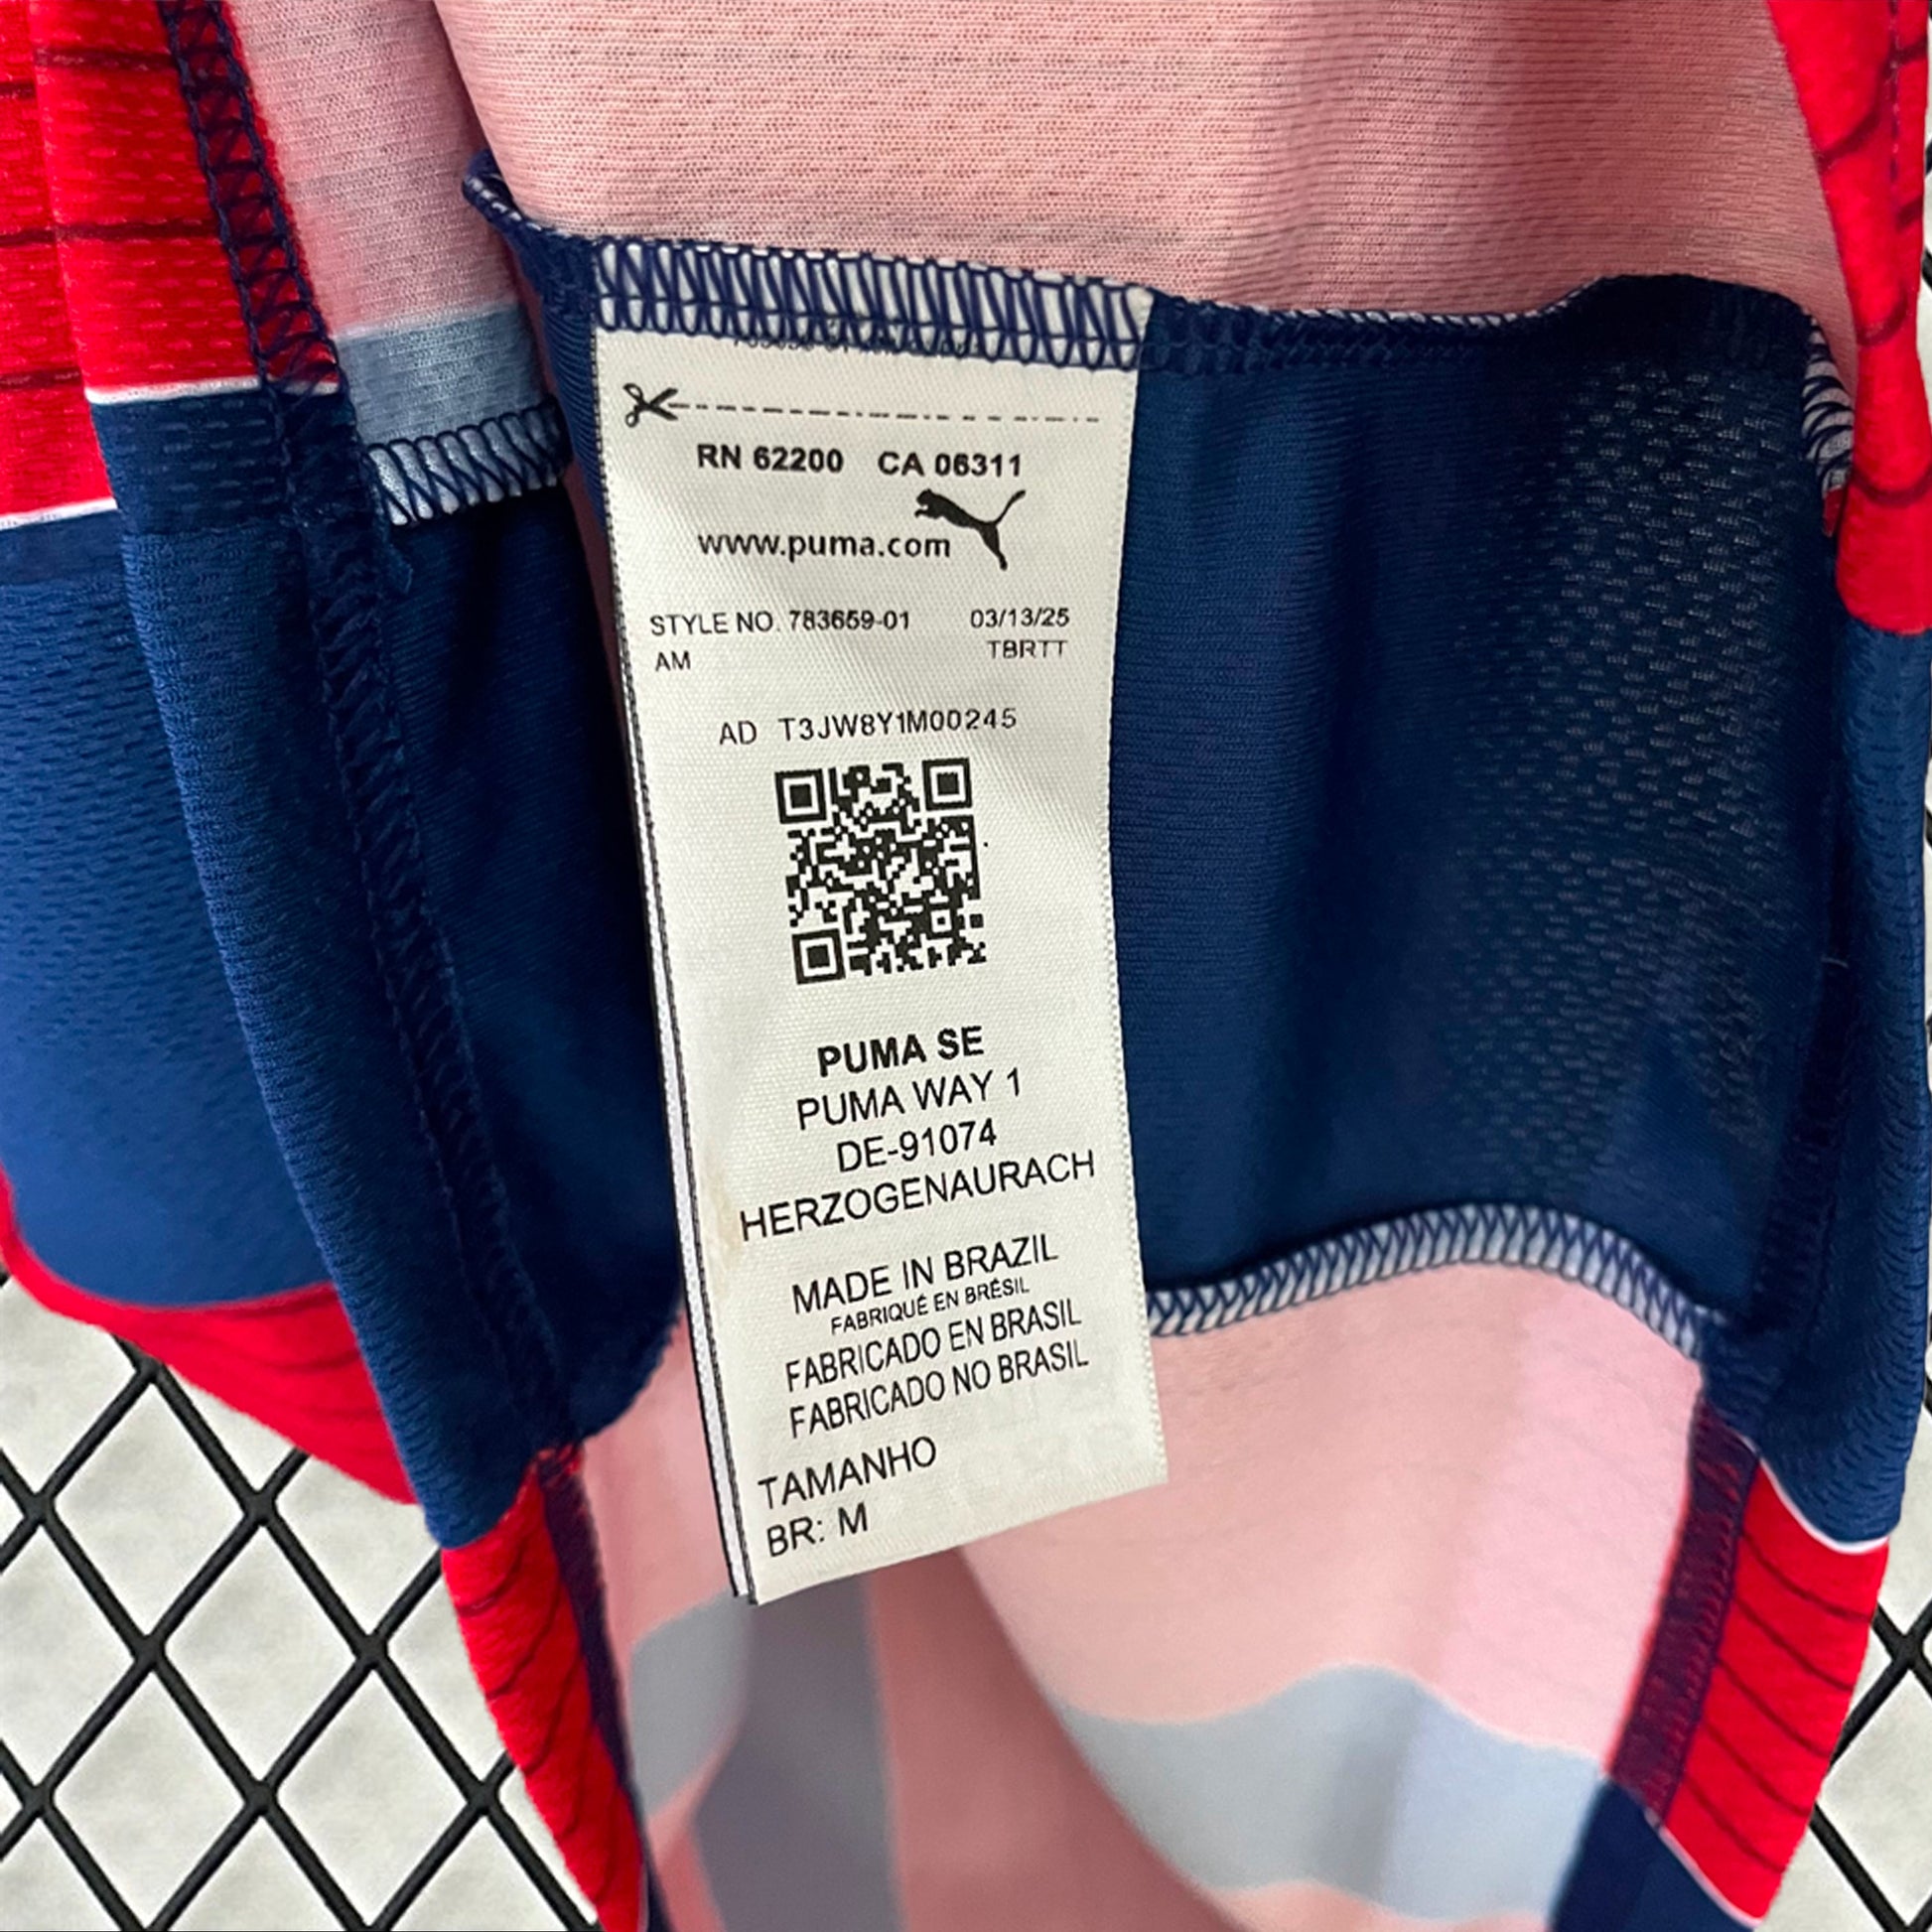 RN 62200 CA 06311
www.puma.com
STYLE NO. 783659-01 03/13/25
AM TBRTT
AD T3JW8Y1M00245
PUMA SE
PUMA WAY 1
DE-91074
HERZOGENAURACH
MADE IN BRAZIL
FABRIQUÉ EN BRÉSIL
FABRICADO EN BRASIL
FABRICADO NO BRASIL
TAMANHO
BR: M